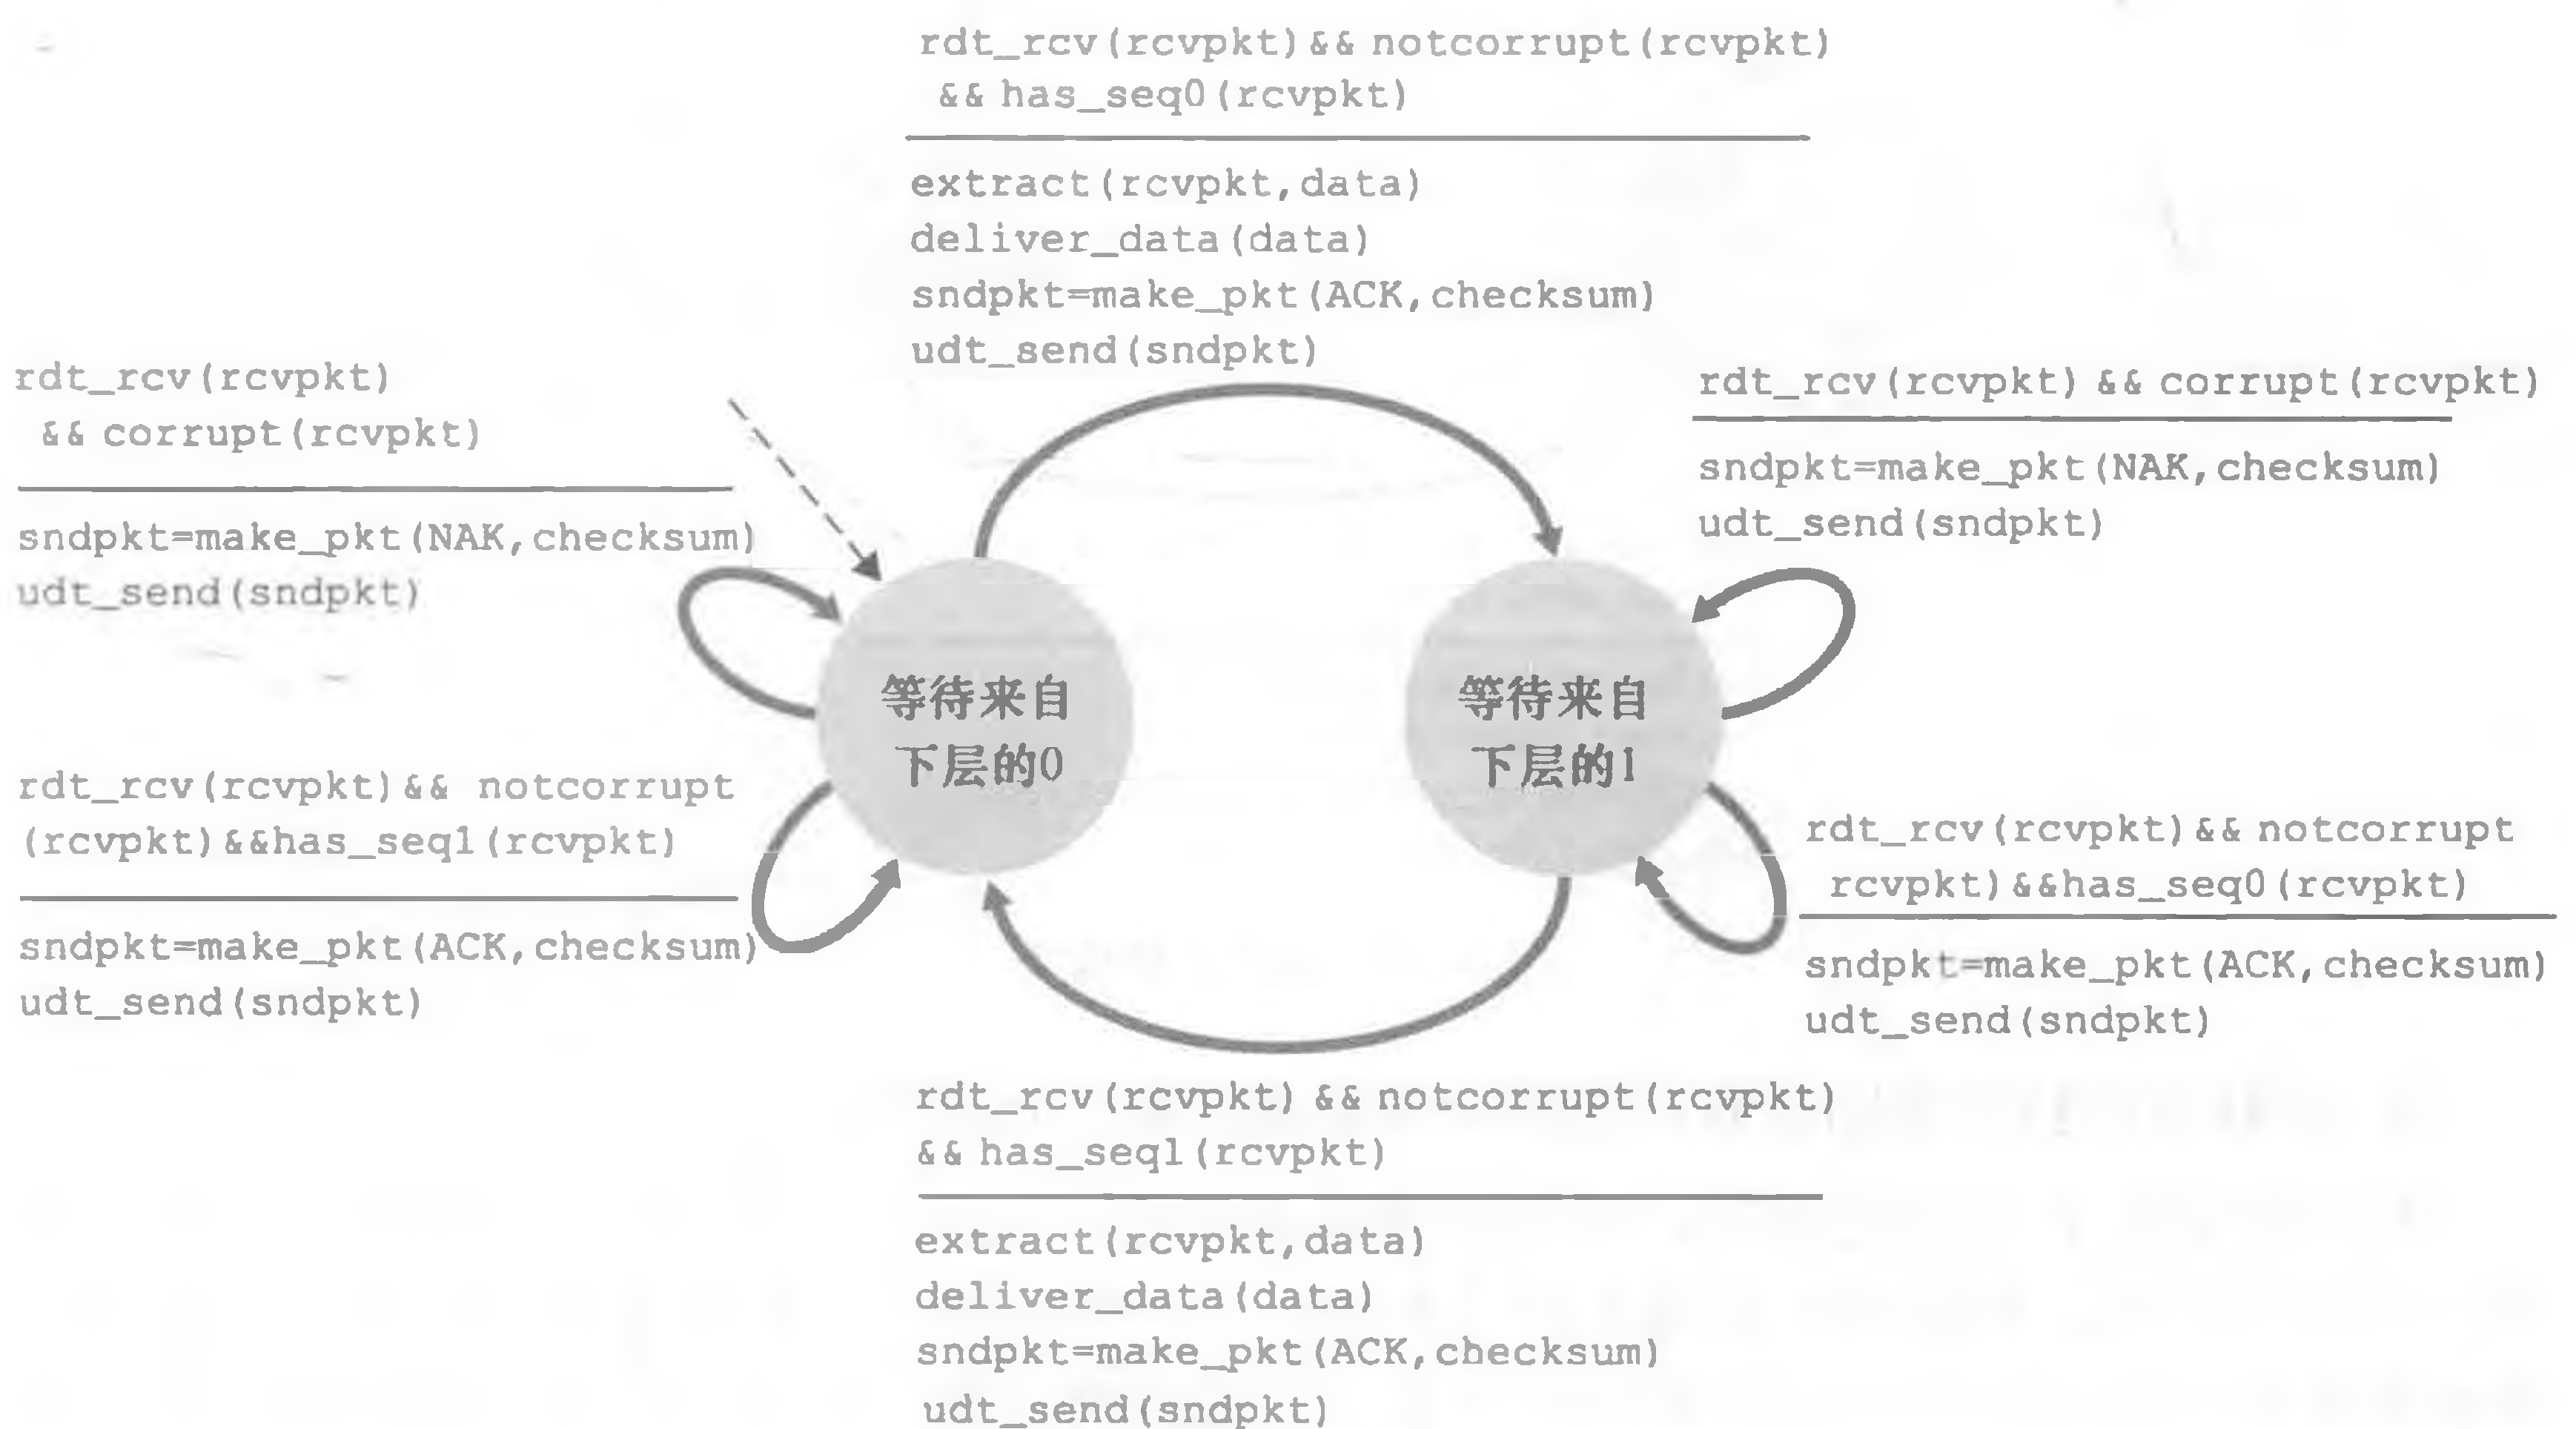 rdt_rcv(rcvpkt)&& notcorrupt(rcvpkt)
&& has_seq0(rcvpkt)
extract(rcvpkt,data)
deliver_data(data)
sndpkt=make_pkt(ACK,checksum)
udt_send(sndpkt)
rdt_rcv(rcvpkt)
&& corrupt(rcvpkt)
sndpkt=make_pkt(NAK,checksum)
udt_send(sndpkt)
rdt_rcv(rcvpkt) && corrupt(rcvpkt)
sndpkt=make_pkt(NAK,checksum)
udt_send(sndpkt)
等待来自
下层的0
等待来自
下层的1
rdt_rcv(rcvpkt)&& notcorrupt
(rcvpkt)&&has_seq1(rcvpkt)
sndpkt=make_pkt(ACK,checksum)
udt_send(sndpkt)
rdt_rcv(rcvpkt)&& notcorrupt
rcvpkt)&&has_seq0(rcvpkt)
sndpkt=make_pkt(ACK,checksum)
udt_send(sndpkt)
rdt_rcv(rcvpkt) && notcorrupt(rcvpkt)
&& has_seq1(rcvpkt)
extract(rcvpkt,data)
deliver_data(data)
sndpkt=make_pkt(ACK,checksum)
udt_send(sndpkt)